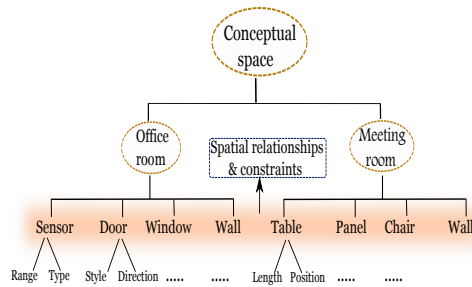 Conceptual
space
Office
room
Spatial relationships
& constraints
Meeting
room
Sensor Door Window Wall Table Panel Chair Wall
Range Type Style Direction ..... ..... Length Position ..... .....